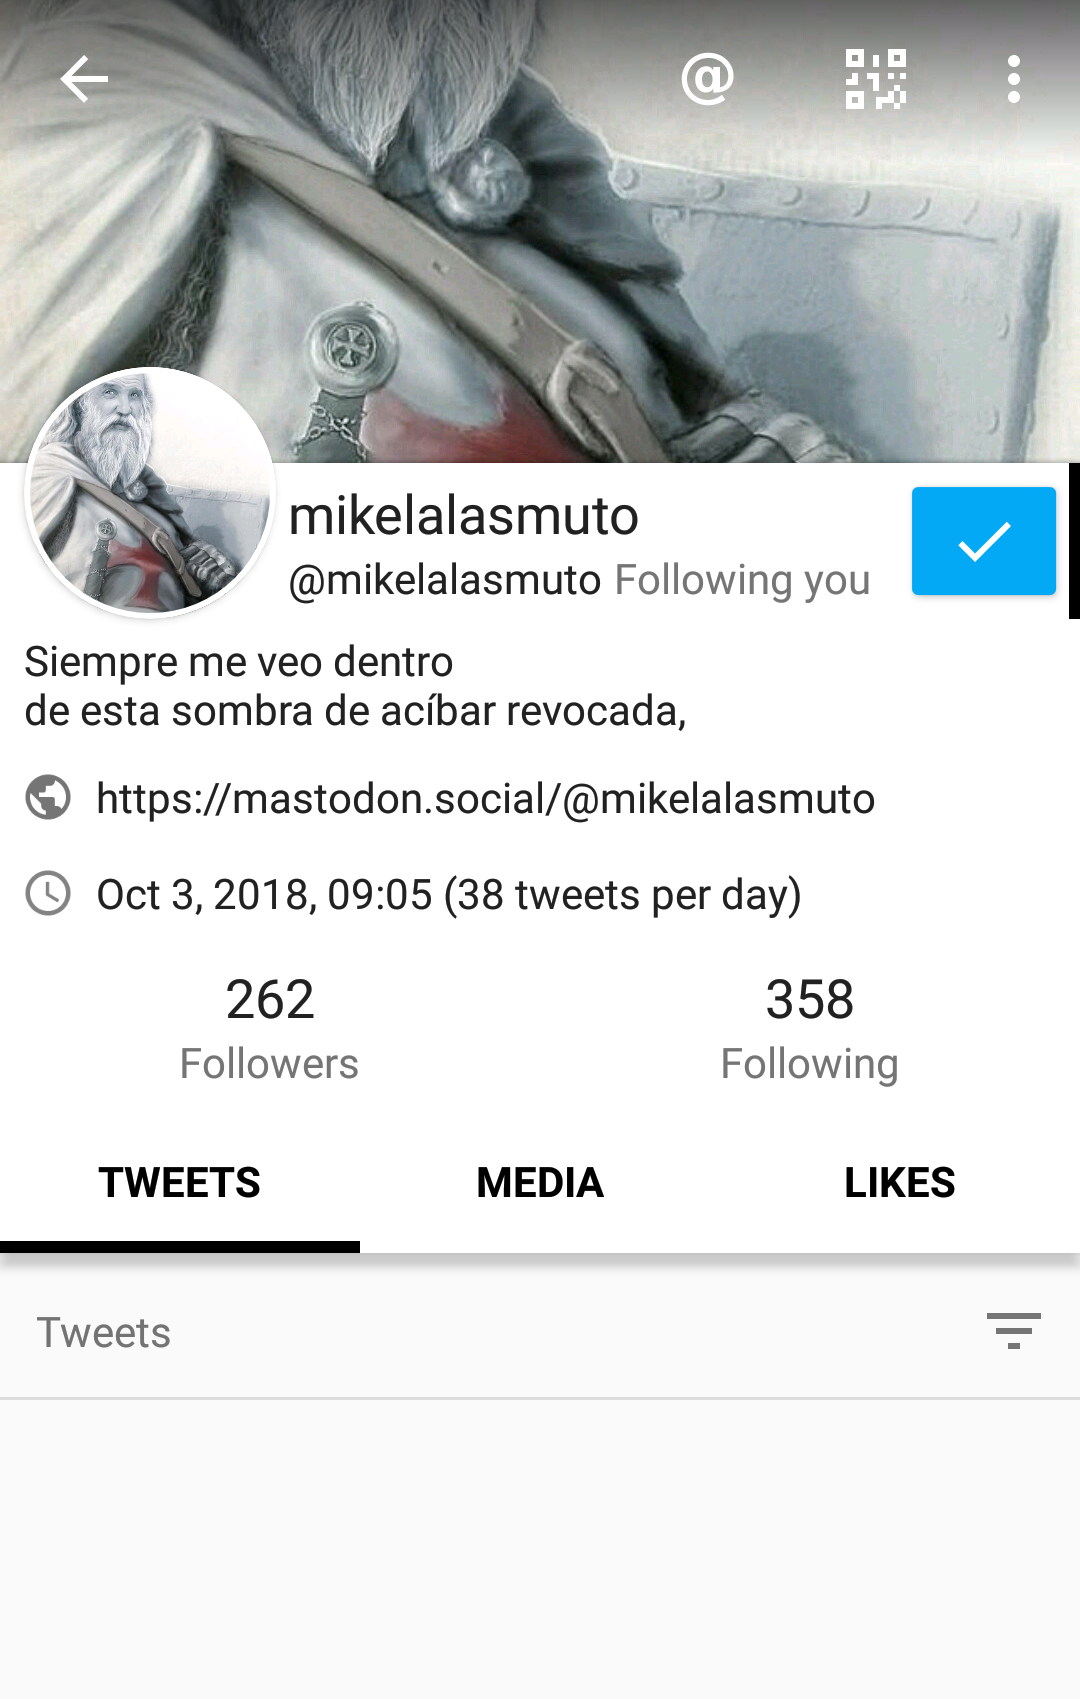 mikelalasmuto
@mikelalasmuto Following you
Siempre me veo dentro
de esta sombra de acíbar revocada,
https://mastodon.social/@mikelalasmuto
Oct 3, 2018, 09:05 (38 tweets per day)
262 358
Followers Following
TWEETS MEDIA LIKES
Tweets